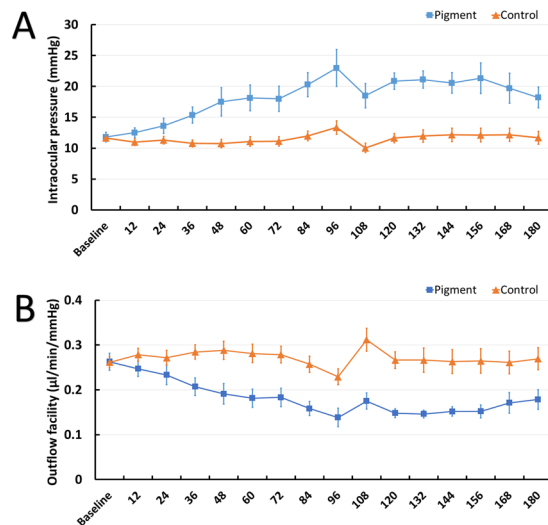 A
Pigment Control
Intraocular pressure (mmHg)
30
25
20
15
10
5
0
Baseline 12 24 36 48 60 72 84 96 108 120 132 144 156 168 180
B
Pigment Control
Outflow facility (µl/min/mmHg)
0.4
0.3
0.2
0.1
0
Baseline 12 24 36 48 60 72 84 96 108 120 132 144 156 168 180